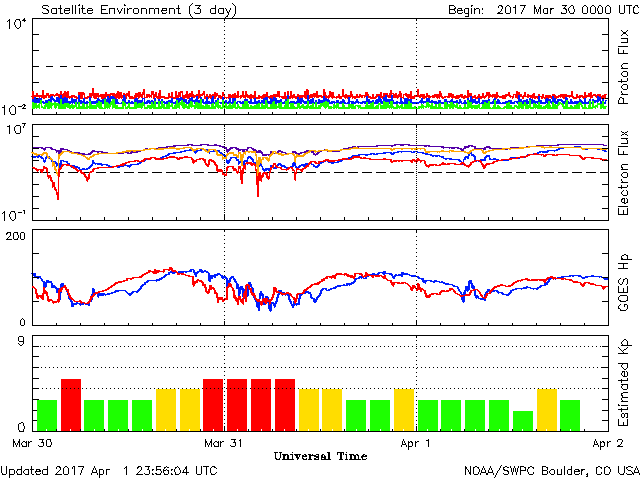 Satellite Environment (3 day) Begin: 2017 Mar 30 0000 UTC
10⁴
10⁻²
Proton Flux
10⁷
10⁻¹
Electron Flux
200
0
GOES Hp
9
0
Estimated Kp
Mar 30 Mar 31 Apr 1 Apr 2
Universal Time
Updated 2017 Apr 1 23:56:04 UTC NOAA/SWPC Boulder, CO USA